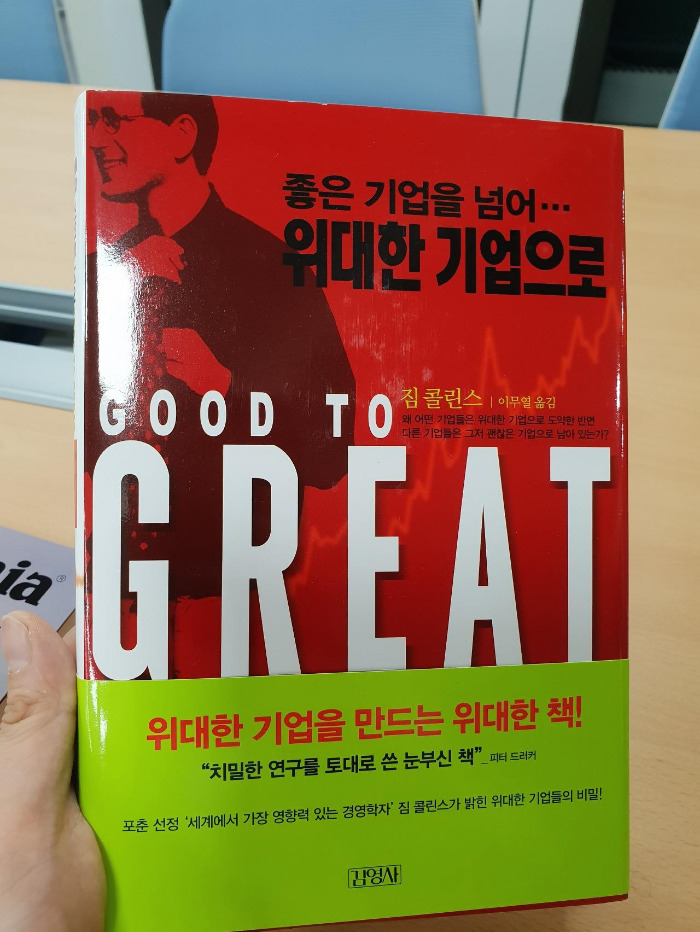 좋은 기업을 넘어…
위대한 기업으로
GOOD TO
짐 콜린스 | 이무열 옮김
왜 어떤 기업들은 위대한 기업으로 도약한 반면
다른 기업들은 그저 괜찮은 기업으로 남아 있는가?
GREAT
위대한 기업을 만드는 위대한 책!
“치밀한 연구를 토대로 쓴 눈부신 책”_ 피터 드러커
포춘 선정 ‘세계에서 가장 영향력 있는 경영학자’ 짐 콜린스가 밝힌 위대한 기업들의 비밀!
김영사